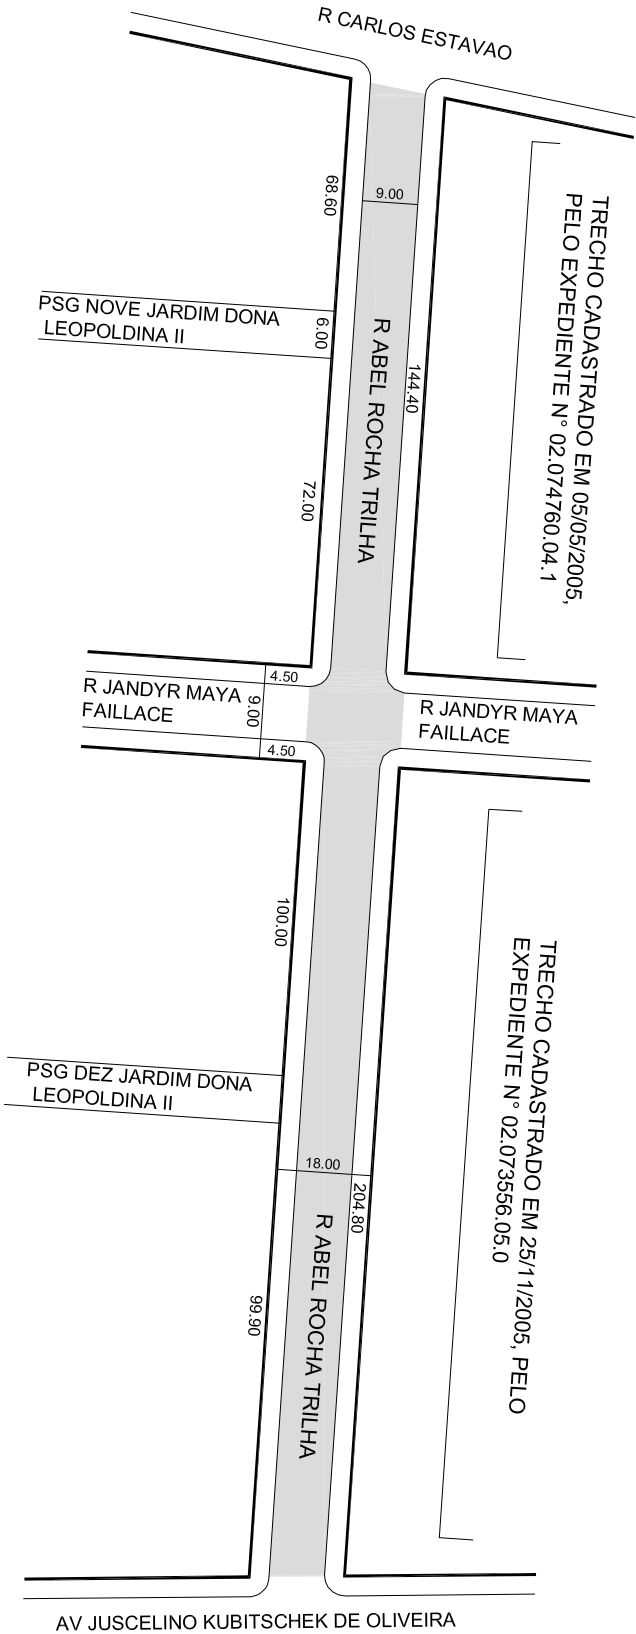 R CARLOS ESTAVAO
68.60
9.00
TRECHO CADASTRADO EM 05/05/2005,
PELO EXPEDIENTE N° 02.074760.04.1
PSG NOVE JARDIM DONA
LEOPOLDINA II
6.00
R ABEL ROCHA TRILHA
144.40
72.00
4.50
R JANDYR MAYA
FAILLACE
9.00
R JANDYR MAYA
FAILLACE
4.50
100.00
TRECHO CADASTRADO EM 25/11/2005, PELO
EXPEDIENTE N° 02.073556.05.0
PSG DEZ JARDIM DONA
LEOPOLDINA II
18.00
204.80
R ABEL ROCHA TRILHA
99.90
AV JUSCELINO KUBITSCHEK DE OLIVEIRA